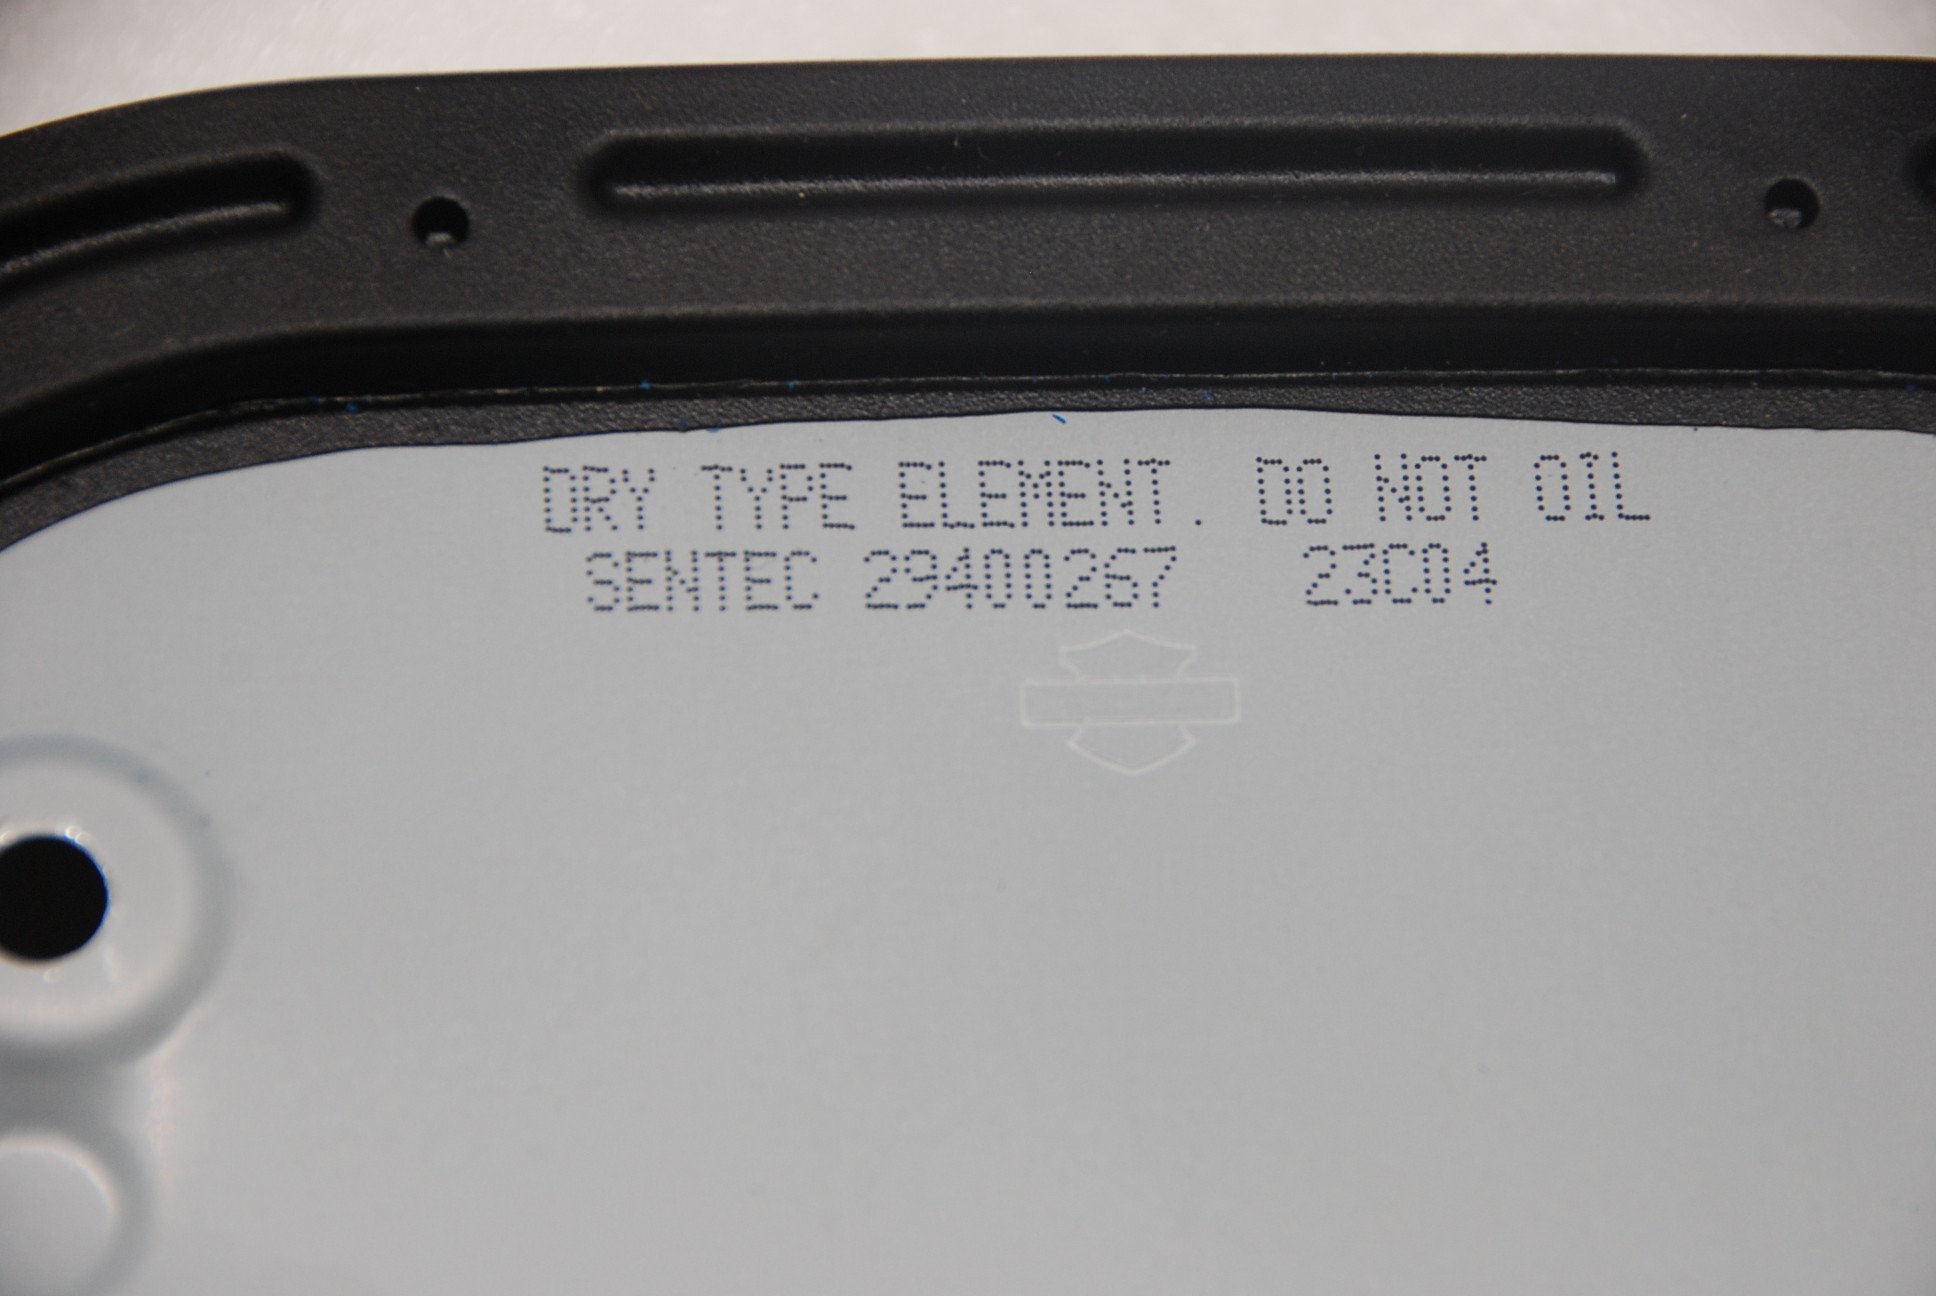 DRY TYPE ELEMENT. DO NOT OIL
SENTEC 29400267 23C04